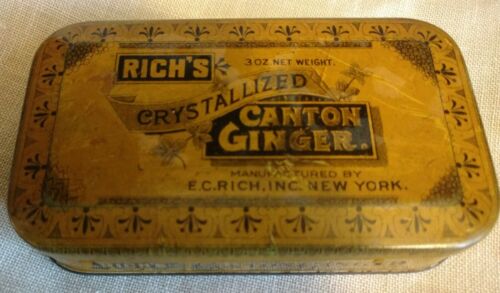 RICH'S
3 OZ NET WEIGHT.
CRYSTALLIZED
CANTON
GINGER.
MANUFACTURED BY
E.C. RICH, INC. NEW YORK.